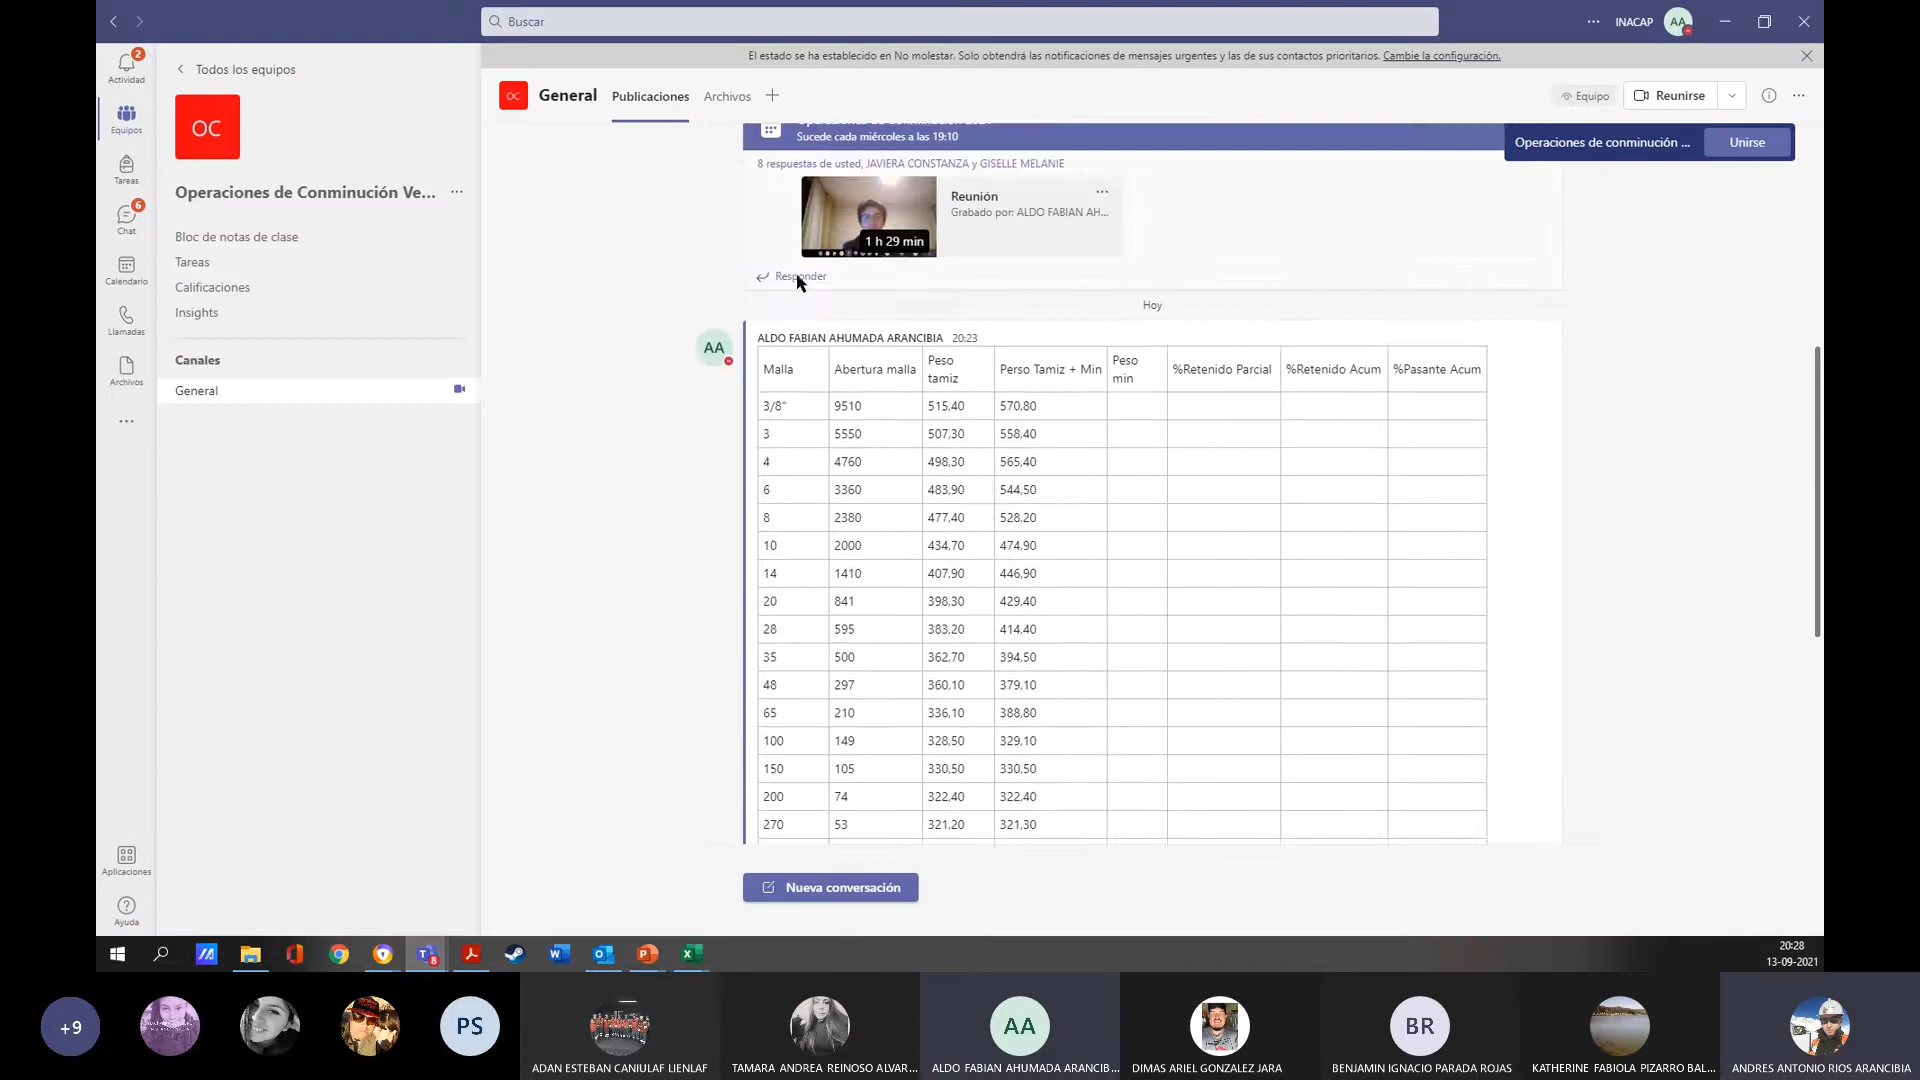 Buscar
INACAP
AA
El estado se ha establecido en No molestar. Solo obtendrá las notificaciones de mensajes urgentes y las de sus contactos prioritarios. Cambie la configuración.
2
Actividad
Equipos
Tareas
6
Chat
Calendario
Llamadas
Archivos
Aplicaciones
Ayuda
Todos los equipos
OC
Operaciones de Conminución Ve...
Bloc de notas de clase
Tareas
Calificaciones
Insights
Canales
General
OC
General
Publicaciones
Archivos
Equipo
Reunirse
Sucede cada miércoles a las 19:10
Operaciones de conminución ...
Unirse
8 respuestas de usted, JAVIERA CONSTANZA y GISELLE MELANIE
Reunión
Grabado por: ALDO FABIAN AH...
1 h 29 min
Responder
Hoy
AA
ALDO FABIAN AHUMADA ARANCIBIA 20:23
Malla Abertura malla Peso tamiz Perso Tamiz + Min Peso min %Retenido Parcial %Retenido Acum %Pasante Acum
3/8" 9510 515,40 570,80
3 5550 507,30 558,40
4 4760 498,30 565,40
6 3360 483,90 544,50
8 2380 477,40 528,20
10 2000 434,70 474,90
14 1410 407,90 446,90
20 841 398,30 429,40
28 595 383,20 414,40
35 500 362,70 394,50
48 297 360,10 379,10
65 210 336,10 388,80
100 149 328,50 329,10
150 105 330,50 330,50
200 74 322,40 322,40
270 53 321,20 321,30
Nueva conversación
20:28
13-09-2021
+9
PS
AA
BR
ADAN ESTEBAN CANIULAF LIENLAF
TAMARA ANDREA REINOSO ALVAR...
ALDO FABIAN AHUMADA ARANCIB...
DIMAS ARIEL GONZALEZ JARA
BENJAMIN IGNACIO PARADA ROJAS
KATHERINE FABIOLA PIZARRO BAL...
ANDRES ANTONIO RIOS ARANCIBIA